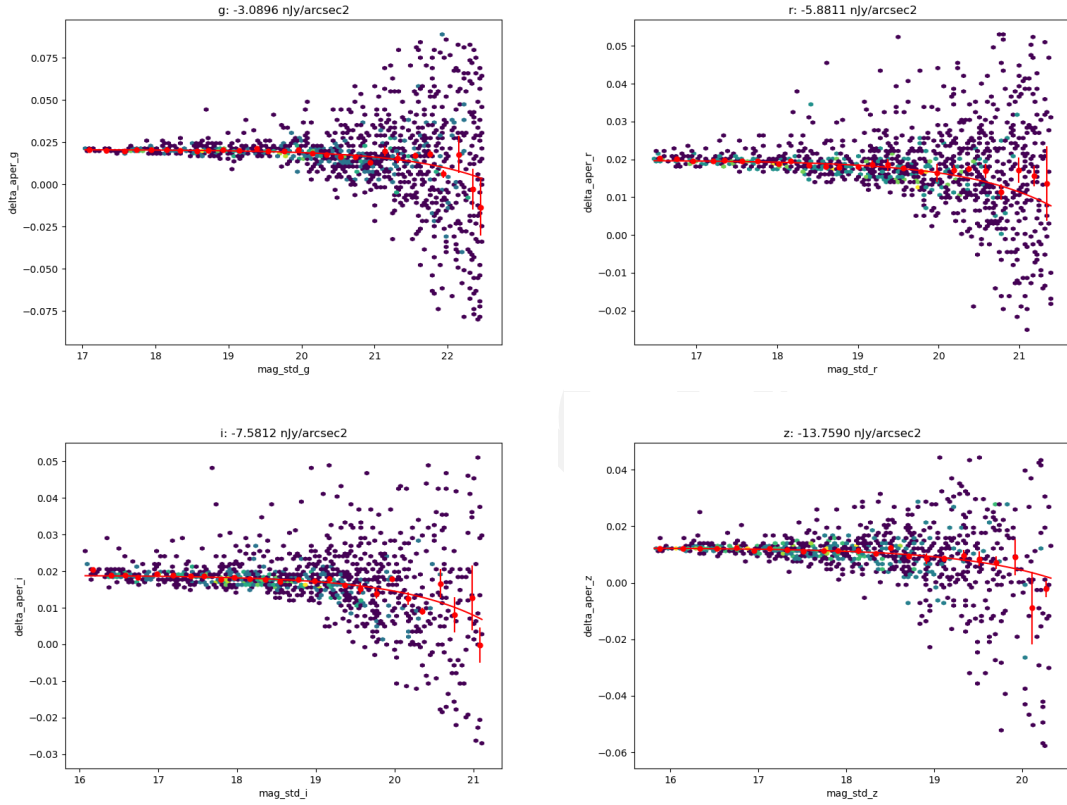 g: -3.0896 nJy/arcsec2
0.075
0.050
0.025
0.000
−0.025
−0.050
−0.075
delta_aper_g
17 18 19 20 21 22
mag_std_g
r: -5.8811 nJy/arcsec2
0.05
0.04
0.03
0.02
0.01
0.00
−0.01
−0.02
delta_aper_r
17 18 19 20 21
mag_std_r
i: -7.5812 nJy/arcsec2
0.05
0.04
0.03
0.02
0.01
0.00
−0.01
−0.02
−0.03
delta_aper_i
16 17 18 19 20 21
mag_std_i
z: -13.7590 nJy/arcsec2
0.04
0.02
0.00
−0.02
−0.04
−0.06
delta_aper_z
16 17 18 19 20
mag_std_z